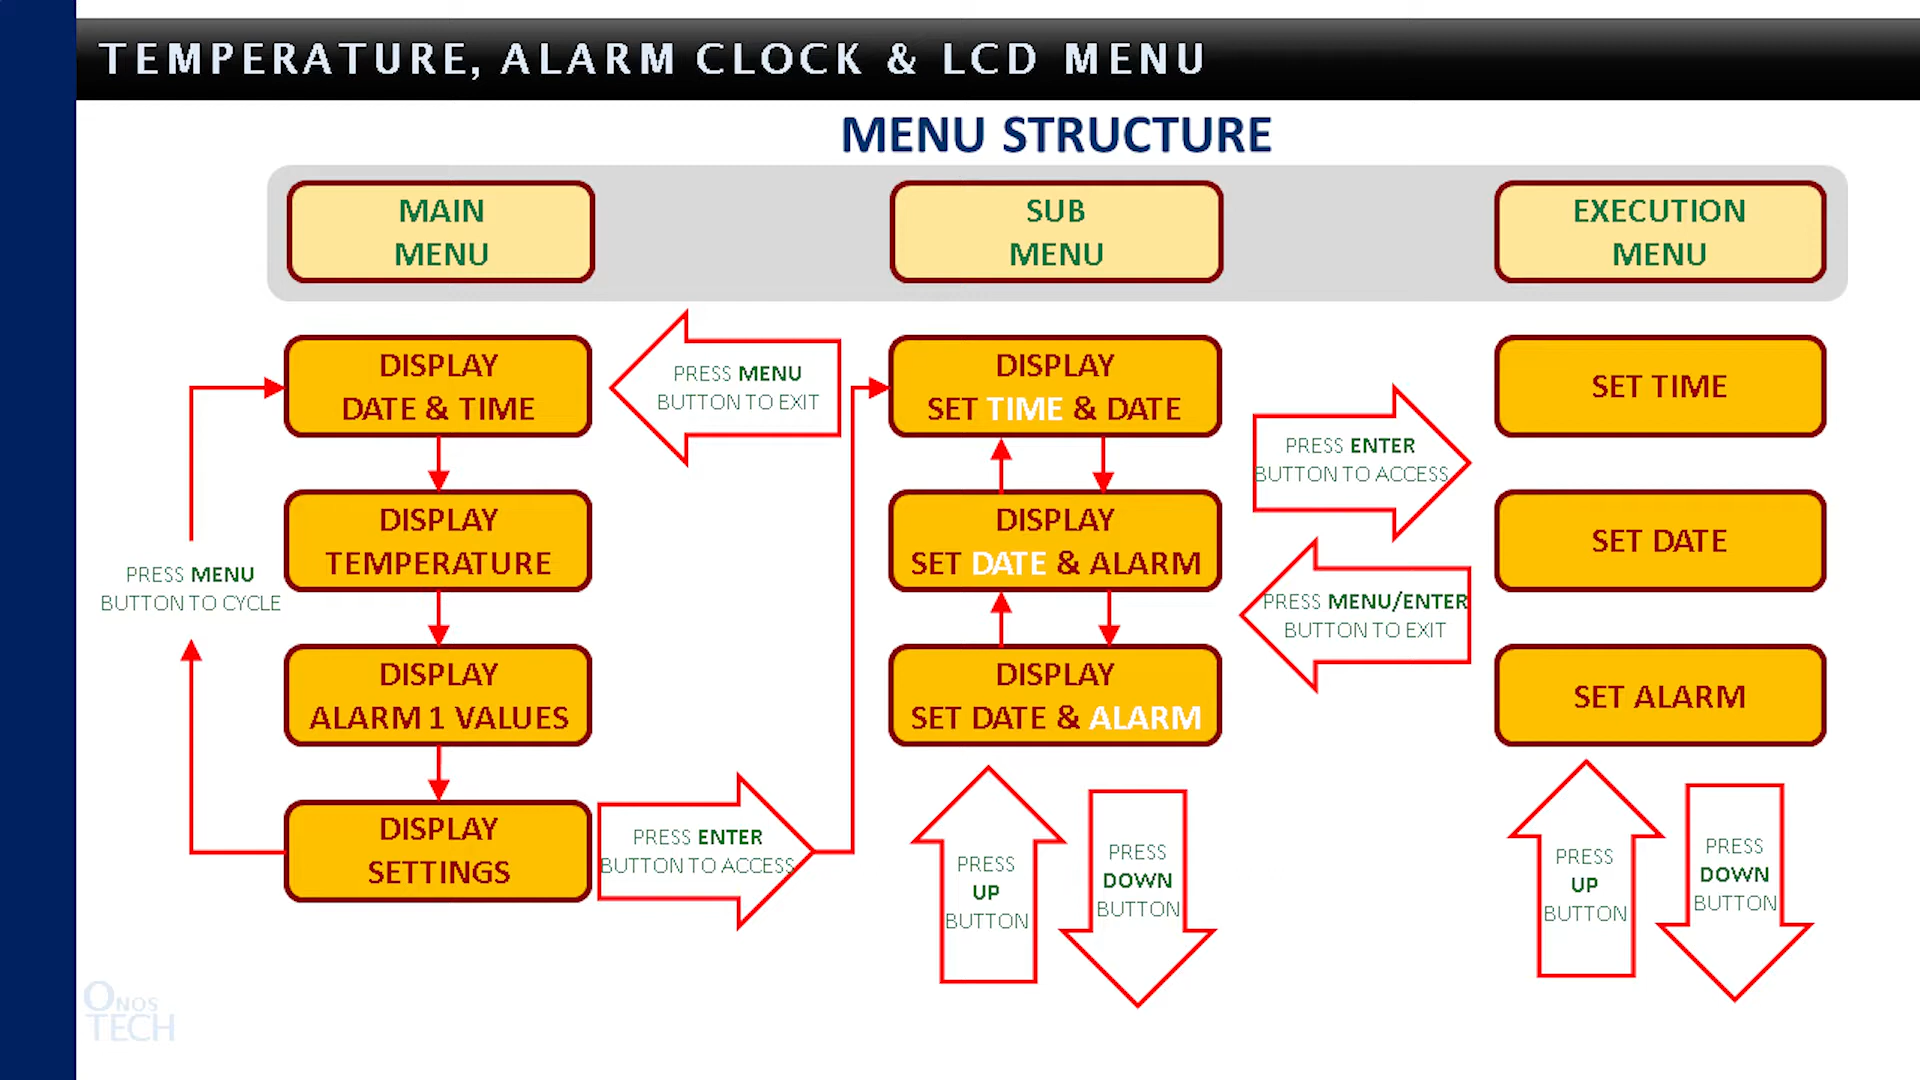 TEMPERATURE, ALARM CLOCK & LCD MENU
MENU STRUCTURE
MAIN
MENU
SUB
MENU
EXECUTION
MENU
DISPLAY
DATE & TIME
PRESS MENU
BUTTON TO EXIT
DISPLAY
SET TIME & DATE
SET TIME
PRESS ENTER
BUTTON TO ACCESS
DISPLAY
TEMPERATURE
DISPLAY
SET DATE & ALARM
SET DATE
PRESS MENU
BUTTON TO CYCLE
PRESS MENU/ENTER
BUTTON TO EXIT
DISPLAY
ALARM 1 VALUES
DISPLAY
SET DATE & ALARM
SET ALARM
DISPLAY
SETTINGS
PRESS ENTER
BUTTON TO ACCESS
PRESS
UP
BUTTON
PRESS
DOWN
BUTTON
PRESS
UP
BUTTON
PRESS
DOWN
BUTTON
ONOS
TECH